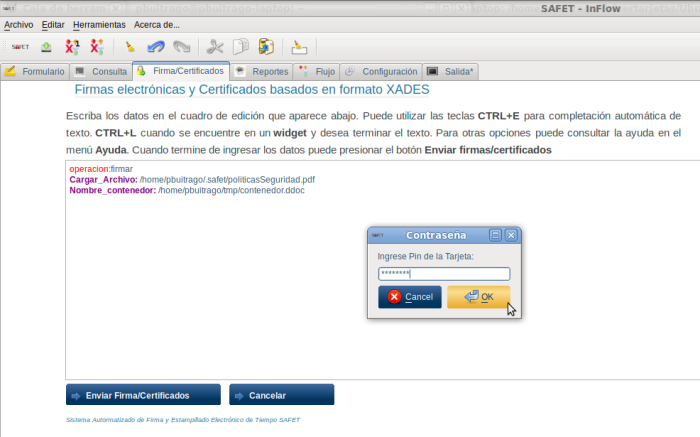 SAFET - InFlow
Archivo Editar Herramientas Acerca de...
SAFET
Formulario Consulta Firma/Certificados Reportes Flujo Configuración Salida*
Firmas electrónicas y Certificados basados en formato XADES
Escriba los datos en el cuadro de edición que aparece abajo. Puede utilizar las teclas CTRL+E para completación automática de
texto. CTRL+L cuando se encuentre en un widget y desea terminar el texto. Para otras opciones puede consultar la ayuda en el
menú Ayuda. Cuando termine de ingresar los datos puede presionar el botón Enviar firmas/certificados
operacion:firmar
Cargar_Archivo: /home/pbuitrago/.safet/politicasSeguridad.pdf
Nombre_contenedor: /home/pbuitrago/tmp/contenedor.ddoc
Contraseña
Ingrese Pin de la Tarjeta:
********
Cancel OK
Enviar Firma/Certificados Cancelar
Sistema Automatizado de Firma y Estampillado Electrónico de Tiempo SAFET